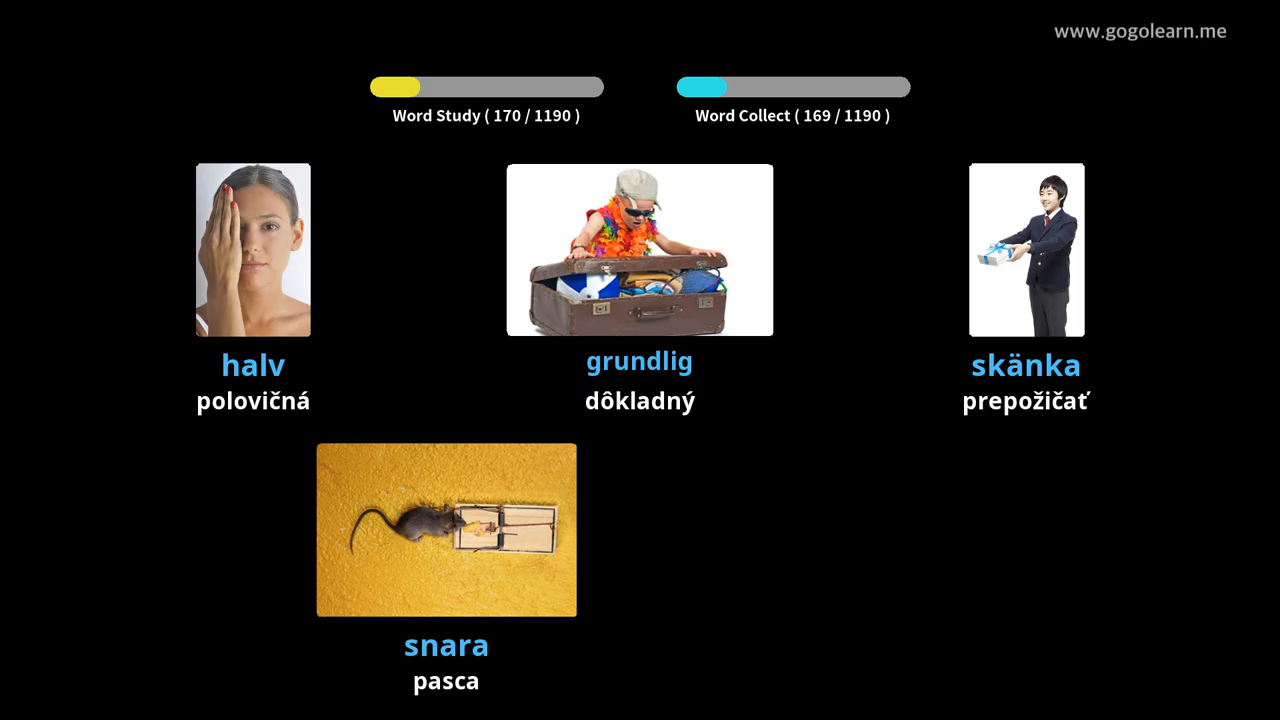 www.gogolearn.me
Word Study ( 170 / 1190 )
Word Collect ( 169 / 1190 )
halv
polovičná
grundlig
dôkladný
skänka
prepožičať
snara
pasca